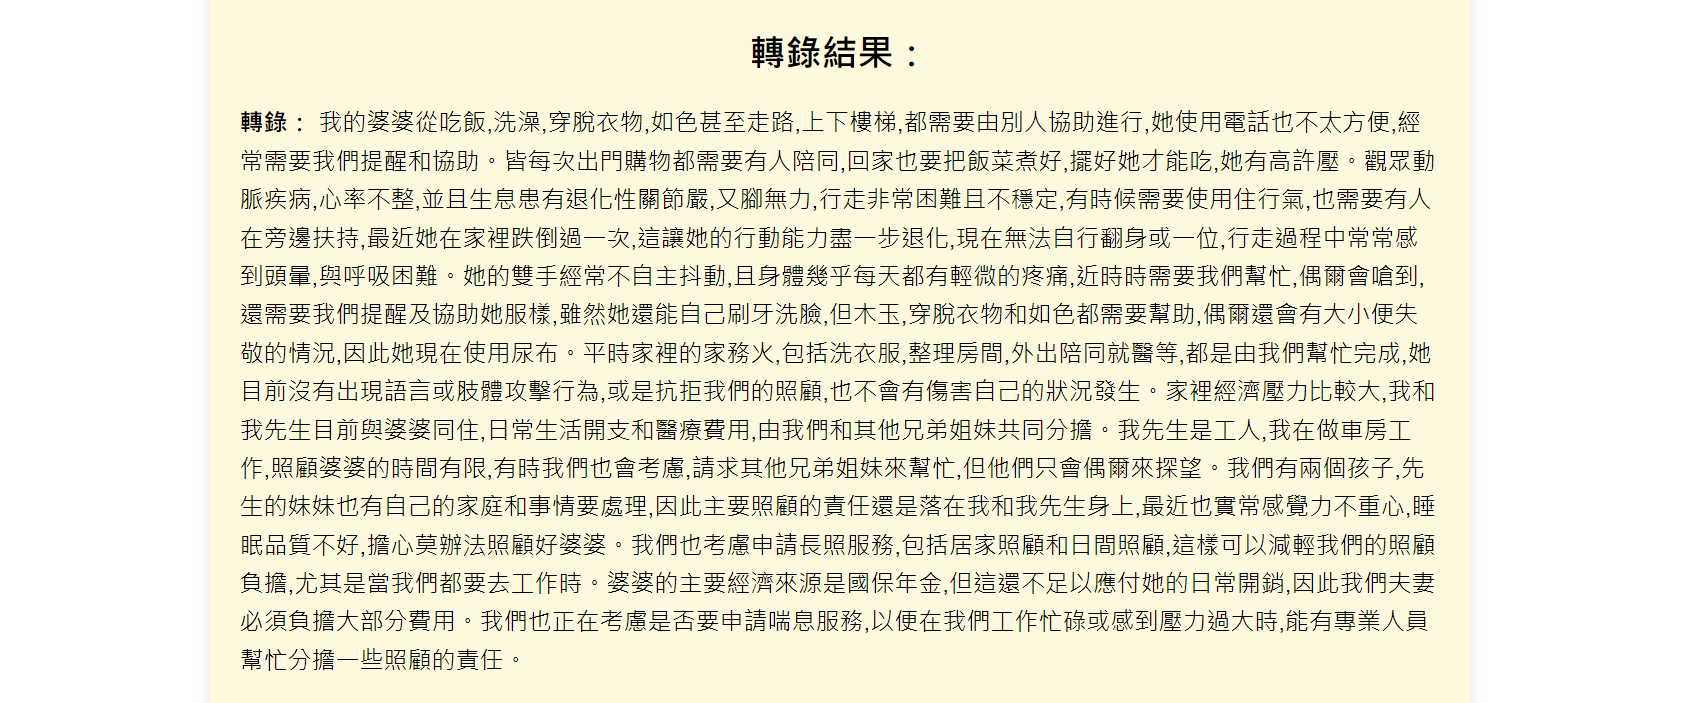 轉錄結果：
轉錄： 我的婆婆從吃飯,洗澡,穿脫衣物,如色甚至走路,上下樓梯,都需要由別人協助進行,她使用電話也不太方便,經
常需要我們提醒和協助。皆每次出門購物都需要有人陪同,回家也要把飯菜煮好,擺好她才能吃,她有高許壓。觀眾動
脈疾病,心率不整,並且生息患有退化性關節嚴,又腳無力,行走非常困難且不穩定,有時候需要使用住行氣,也需要有人
在旁邊扶持,最近她在家裡跌倒過一次,這讓她的行動能力盡一步退化,現在無法自行翻身或一位,行走過程中常常感
到頭暈,與呼吸困難。她的雙手經常不自主抖動,且身體幾乎每天都有輕微的疼痛,近時時需要我們幫忙,偶爾會嗆到,
還需要我們提醒及協助她服樣,雖然她還能自己刷牙洗臉,但木玉,穿脫衣物和如色都需要幫助,偶爾還會有大小便失
敬的情況,因此她現在使用尿布。平時家裡的家務火,包括洗衣服,整理房間,外出陪同就醫等,都是由我們幫忙完成,她
目前沒有出現語言或肢體攻擊行為,或是抗拒我們的照顧,也不會有傷害自己的狀況發生。家裡經濟壓力比較大,我和
我先生目前與婆婆同住,日常生活開支和醫療費用,由我們和其他兄弟姐妹共同分擔。我先生是工人,我在做車房工
作,照顧婆婆的時間有限,有時我們也會考慮,請求其他兄弟姐妹來幫忙,但他們只會偶爾來探望。我們有兩個孩子,先
生的妹妹也有自己的家庭和事情要處理,因此主要照顧的責任還是落在我和我先生身上,最近也實常感覺力不重心,睡
眠品質不好,擔心莫辦法照顧好婆婆。我們也考慮申請長照服務,包括居家照顧和日間照顧,這樣可以減輕我們的照顧
負擔,尤其是當我們都要去工作時。婆婆的主要經濟來源是國保年金,但這還不足以應付她的日常開銷,因此我們夫妻
必須負擔大部分費用。我們也正在考慮是否要申請喘息服務,以便在我們工作忙碌或感到壓力過大時,能有專業人員
幫忙分擔一些照顧的責任。